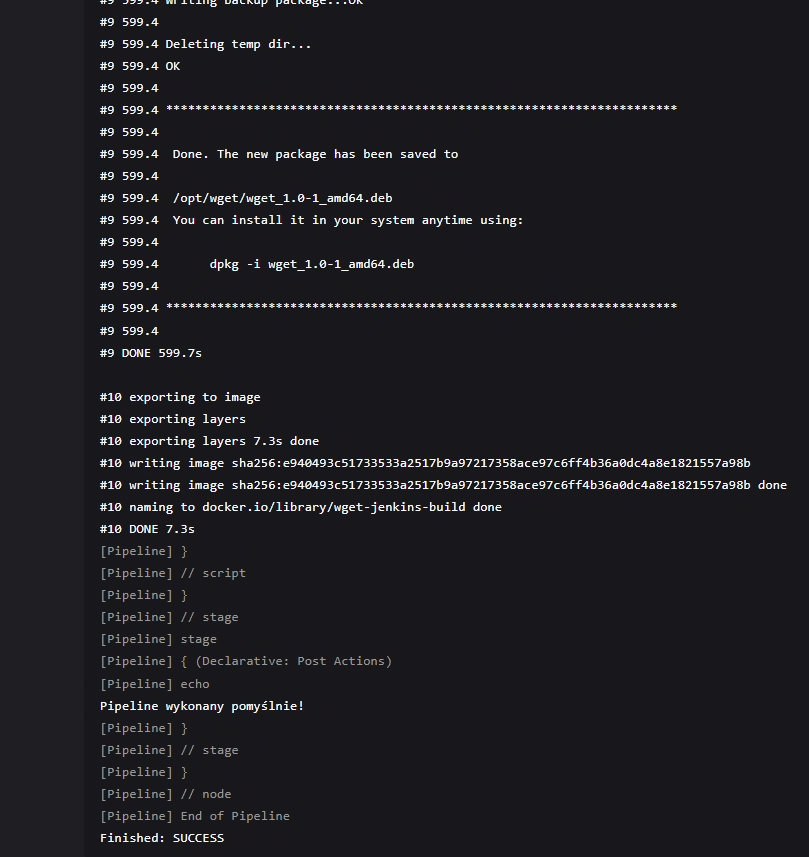 #9 599.4 Writing backup package...OK
#9 599.4
#9 599.4 Deleting temp dir...
#9 599.4 OK
#9 599.4
#9 599.4 **********************************************************************
#9 599.4
#9 599.4  Done. The new package has been saved to
#9 599.4
#9 599.4  /opt/wget/wget_1.0-1_amd64.deb
#9 599.4  You can install it in your system anytime using:
#9 599.4
#9 599.4       dpkg -i wget_1.0-1_amd64.deb
#9 599.4
#9 599.4 **********************************************************************
#9 599.4
#9 DONE 599.7s
#10 exporting to image
#10 exporting layers
#10 exporting layers 7.3s done
#10 writing image sha256:e940493c51733533a2517b9a97217358ace97c6ff4b36a0dc4a8e1821557a98b
#10 writing image sha256:e940493c51733533a2517b9a97217358ace97c6ff4b36a0dc4a8e1821557a98b done
#10 naming to docker.io/library/wget-jenkins-build done
#10 DONE 7.3s
[Pipeline] }
[Pipeline] // script
[Pipeline] }
[Pipeline] // stage
[Pipeline] stage
[Pipeline] { (Declarative: Post Actions)
[Pipeline] echo
Pipeline wykonany pomyślnie!
[Pipeline] }
[Pipeline] // stage
[Pipeline] }
[Pipeline] // node
[Pipeline] End of Pipeline
Finished: SUCCESS